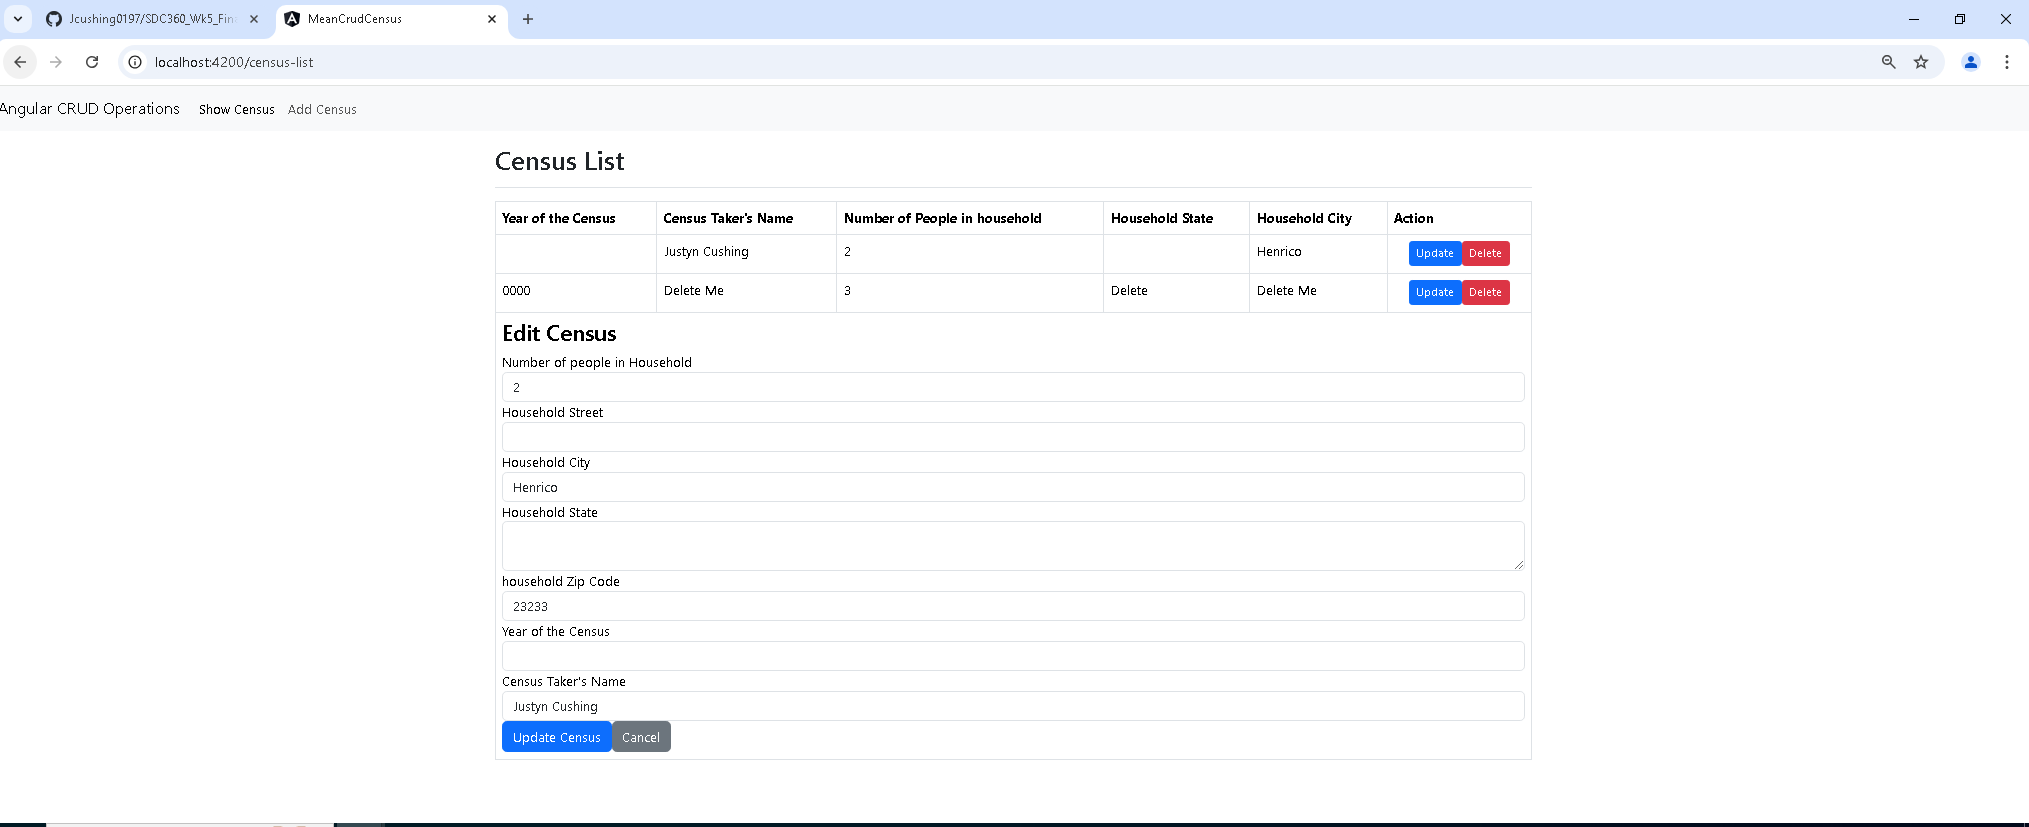 Jcushing0197/SDC360_Wk5_Fin
MeanCrudCensus
localhost:4200/census-list
Angular CRUD Operations Show Census Add Census
Census List
Year of the Census Census Taker's Name Number of People in household Household State Household City Action
Justyn Cushing 2 Henrico Update Delete
0000 Delete Me 3 Delete Delete Me Update Delete
Edit Census
Number of people in Household
2
Household Street
Household City
Henrico
Household State
household Zip Code
23233
Year of the Census
Census Taker's Name
Justyn Cushing
Update Census Cancel